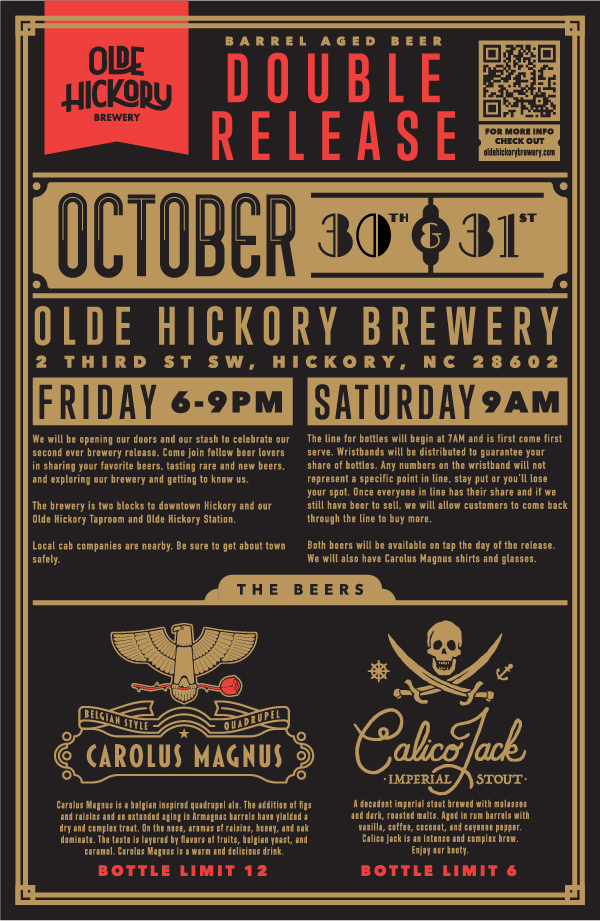 OLDE
HICKORY
BREWERY
BARREL AGED BEER
DOUBLE
RELEASE
FOR MORE INFO
CHECK OUT
oldehickorybrewery.com
OCTOBER 30TH & 31ST
OLDE HICKORY BREWERY
2 THIRD ST SW, HICKORY, NC 28602
FRIDAY 6-9PM
We will be opening our doors and our stash to celebrate our
second ever brewery release. Come join fellow beer lovers
in sharing your favorite beers, tasting rare and new beers,
and exploring our brewery and getting to know us.
The brewery is two blocks to downtown Hickory and our
Olde Hickory Taproom and Olde Hickory Station.
Local cab companies are nearby. Be sure to get about town
safely.
SATURDAY 9AM
The line for bottles will begin at 7AM and is first come first
serve. Wristbands will be distributed to guarantee your
share of bottles. Any numbers on the wristband will not
represent a specific point in line, stay put or you'll lose
your spot. Once everyone in line has their share and if we
still have beer to sell, we will allow customers to come back
through the line to buy more.
Both beers will be available on tap the day of the release.
We will also have Carolus Magnus shirts and glasses.
THE BEERS
BELGIAN STYLE QUADRUPEL
CAROLUS MAGNUS
Carolus Magnus is a belgian inspired quadrupel ale. The addition of figs
and raisins and an extended aging in Armagnac barrels have yielded a
dry and complex treat. On the nose, aromas of raisins, honey, and oak
dominate. The taste is layered by flavors of fruits, belgian yeast, and
caramel. Carolus Magnus is a warm and delicious drink.
BOTTLE LIMIT 12
Calico Jack
·IMPERIAL STOUT·
A decadent imperial stout brewed with molasses
and dark, roasted malts. Aged in rum barrels with
vanilla, coffee, coconut, and cayenne pepper.
Calico Jack is an intense and complex brew.
Enjoy our booty.
BOTTLE LIMIT 6